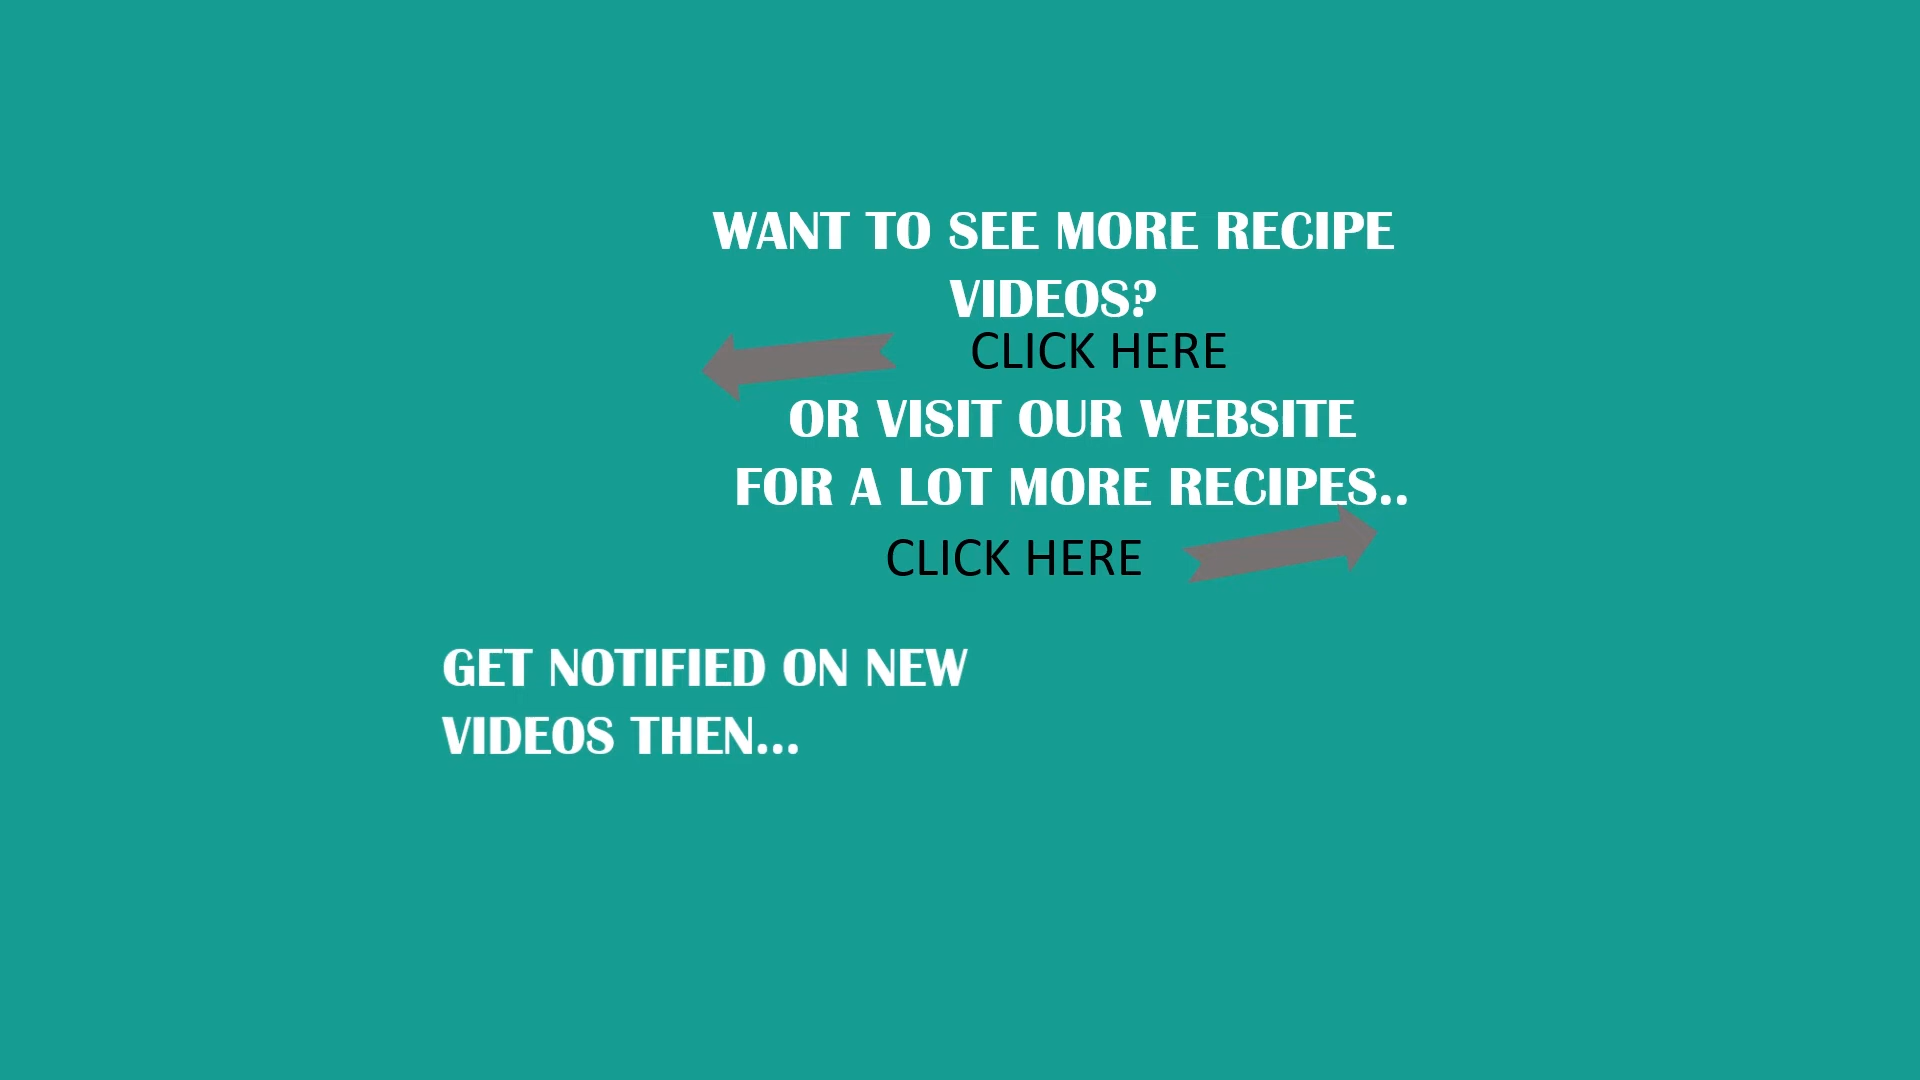 WANT TO SEE MORE RECIPE
VIDEOS?
CLICK HERE
OR VISIT OUR WEBSITE
FOR A LOT MORE RECIPES..
CLICK HERE
GET NOTIFIED ON NEW
VIDEOS THEN...